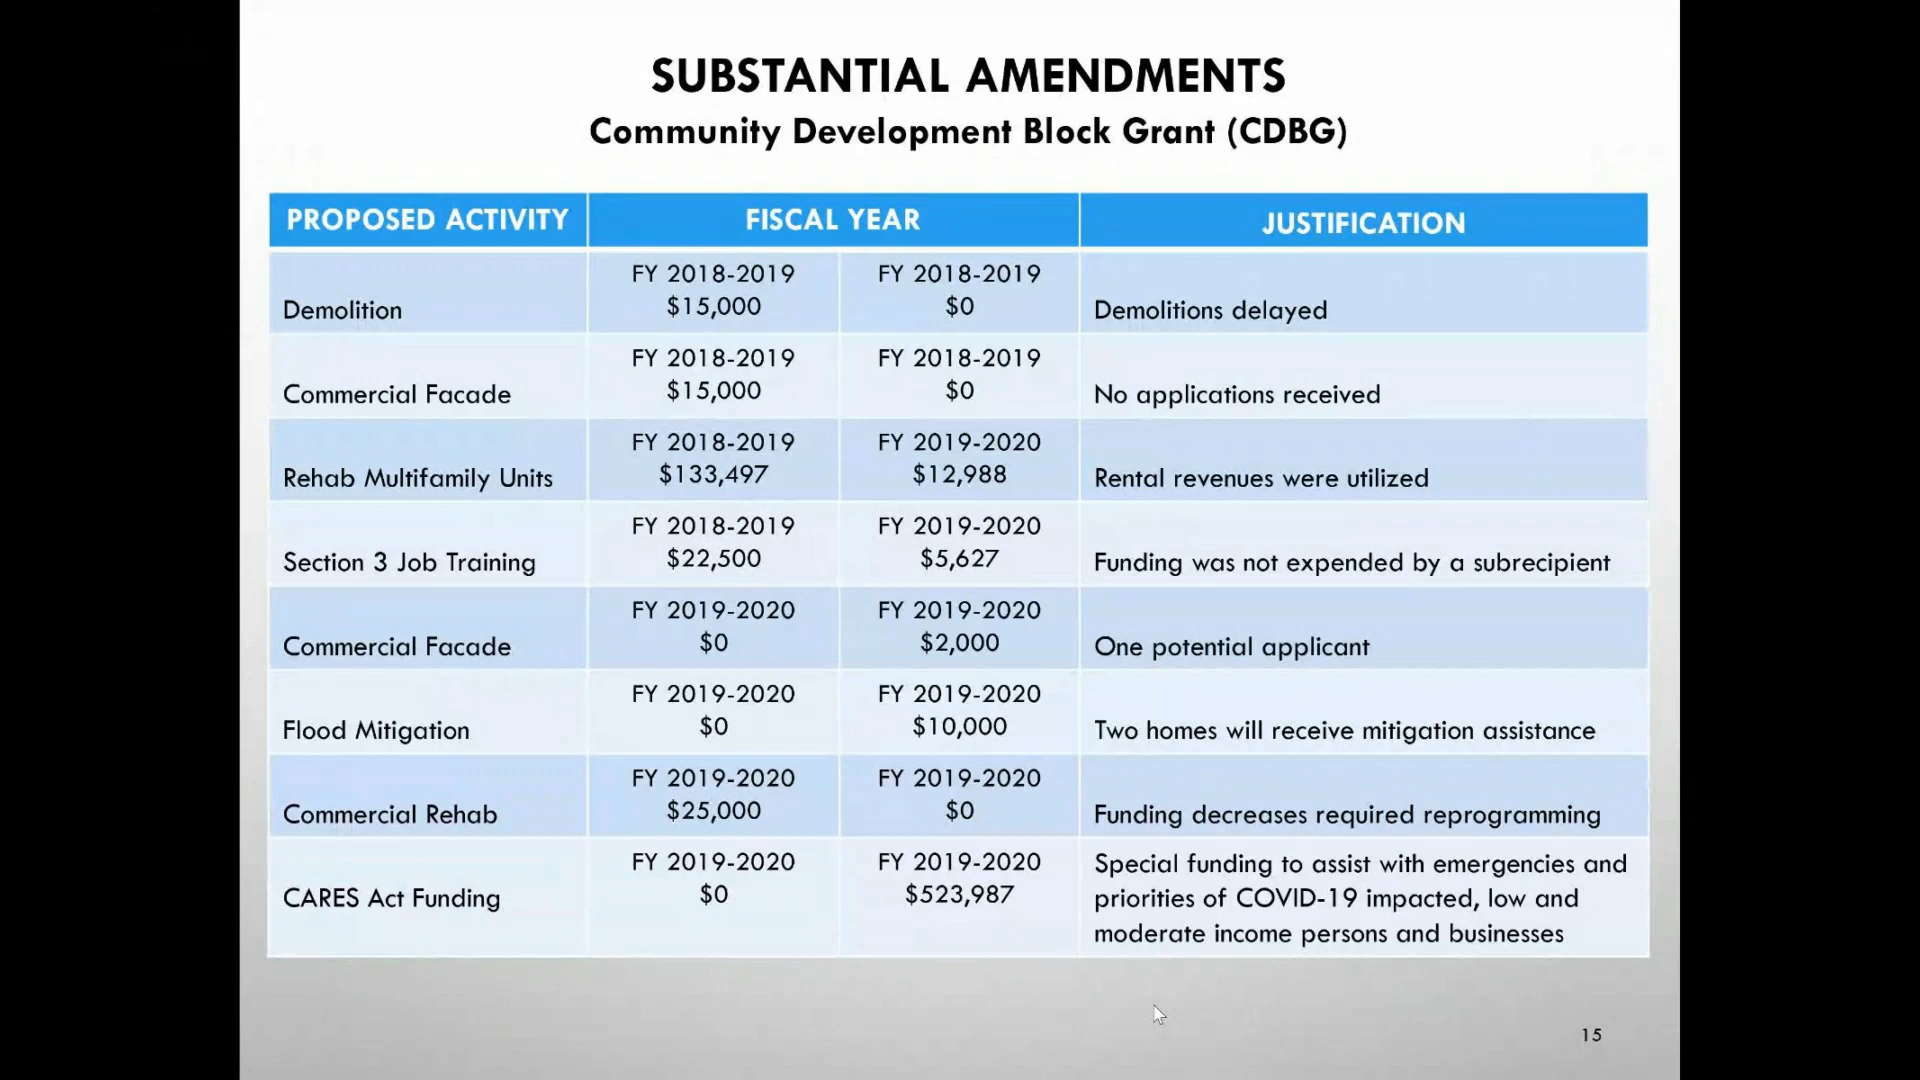 SUBSTANTIAL AMENDMENTS
Community Development Block Grant (CDBG)
PROPOSED ACTIVITY
FISCAL YEAR
JUSTIFICATION
Demolition
FY 2018-2019
$15,000
FY 2018-2019
$0
Demolitions delayed
Commercial Facade
FY 2018-2019
$15,000
FY 2018-2019
$0
No applications received
Rehab Multifamily Units
FY 2018-2019
$133,497
FY 2019-2020
$12,988
Rental revenues were utilized
Section 3 Job Training
FY 2018-2019
$22,500
FY 2019-2020
$5,627
Funding was not expended by a subrecipient
Commercial Facade
FY 2019-2020
$0
FY 2019-2020
$2,000
One potential applicant
Flood Mitigation
FY 2019-2020
$0
FY 2019-2020
$10,000
Two homes will receive mitigation assistance
Commercial Rehab
FY 2019-2020
$25,000
FY 2019-2020
$0
Funding decreases required reprogramming
CARES Act Funding
FY 2019-2020
$0
FY 2019-2020
$523,987
Special funding to assist with emergencies and
priorities of COVID-19 impacted, low and
moderate income persons and businesses
15